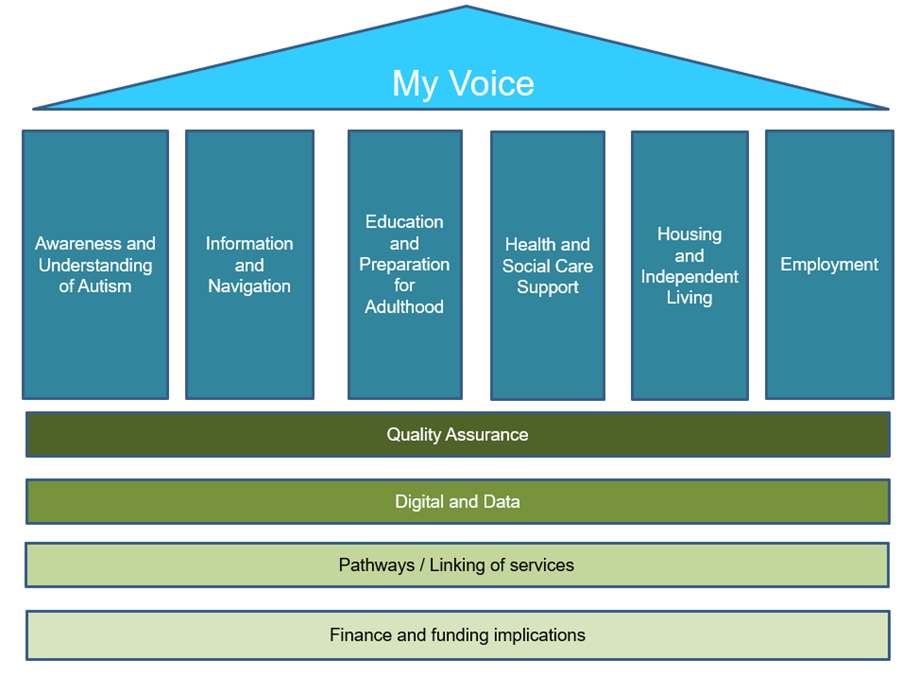 My Voice
Awareness and
Understanding
of Autism
Information
and
Navigation
Education
and
Preparation
for
Adulthood
Health and
Social Care
Support
Housing
and
Independent
Living
Employment
Quality Assurance
Digital and Data
Pathways / Linking of services
Finance and funding implications